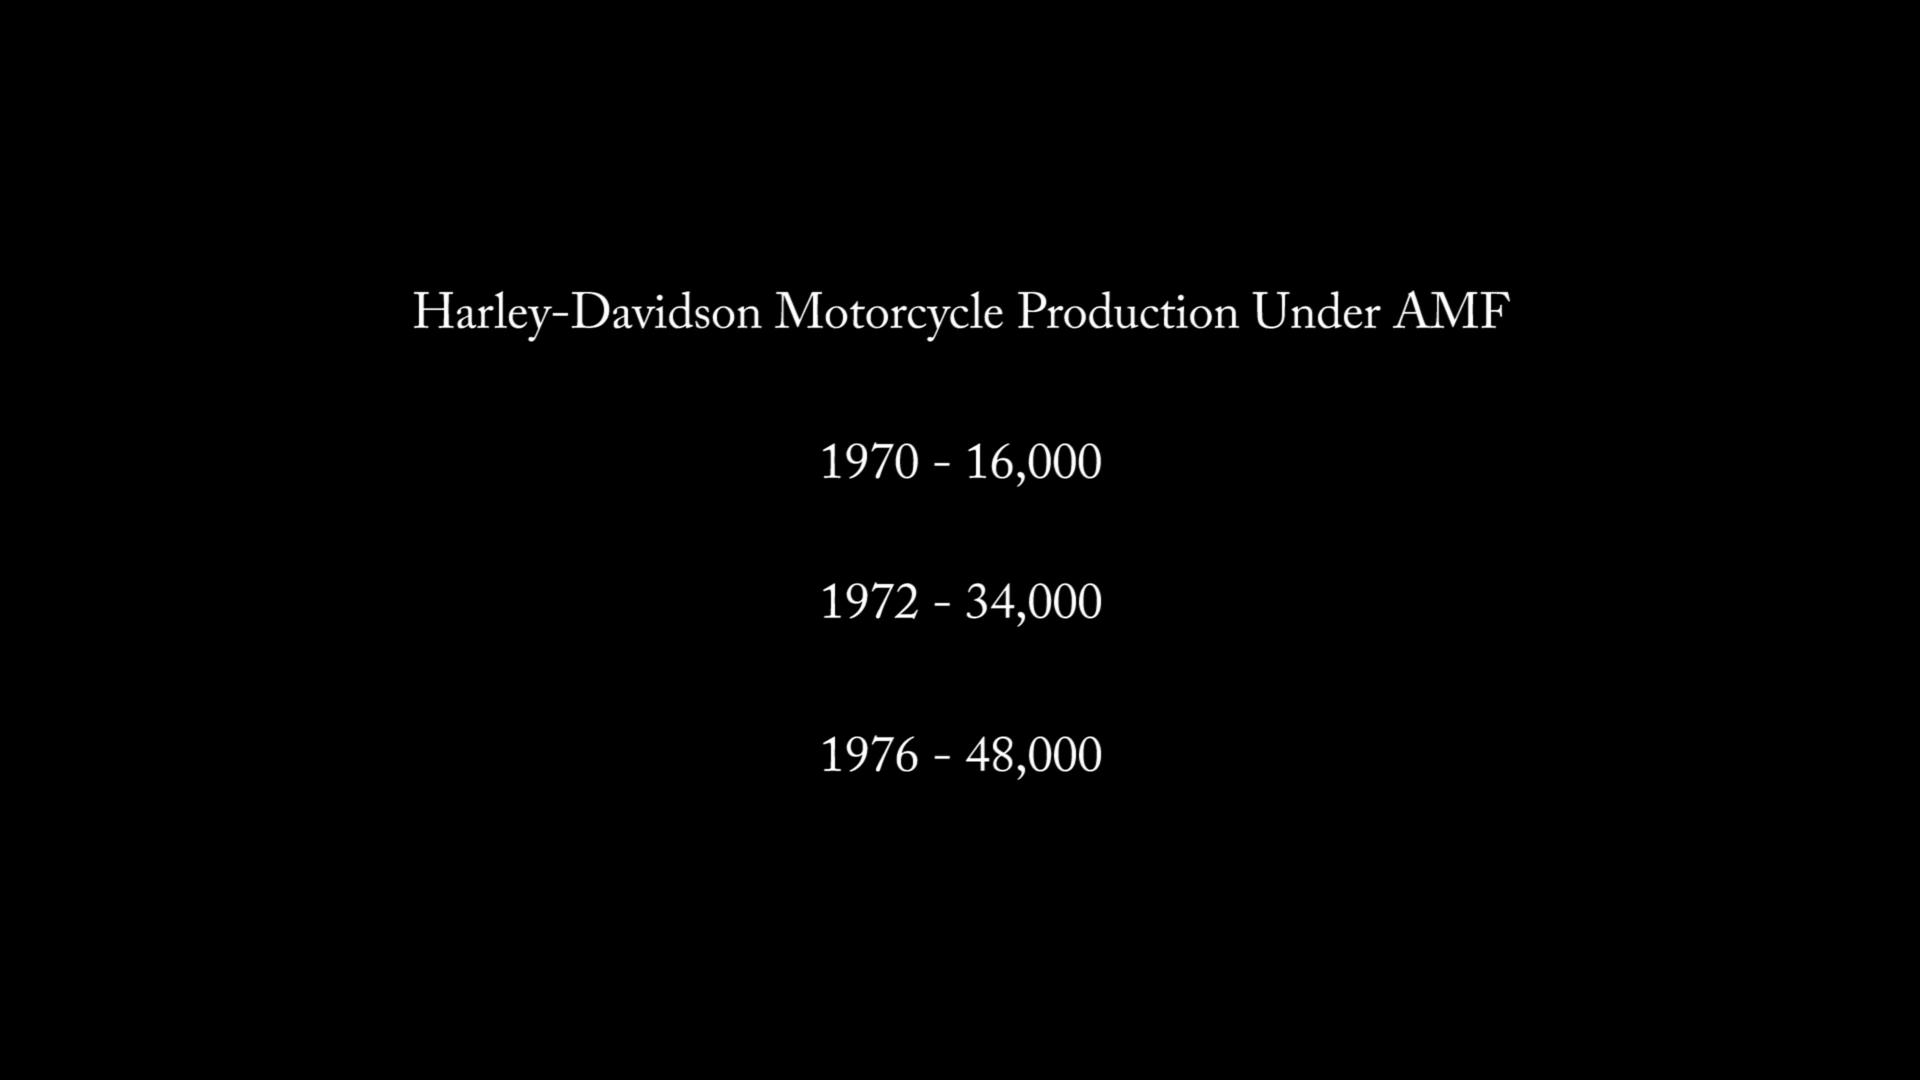 Harley-Davidson Motorcycle Production Under AMF
1970 - 16,000
1972 - 34,000
1976 - 48,000